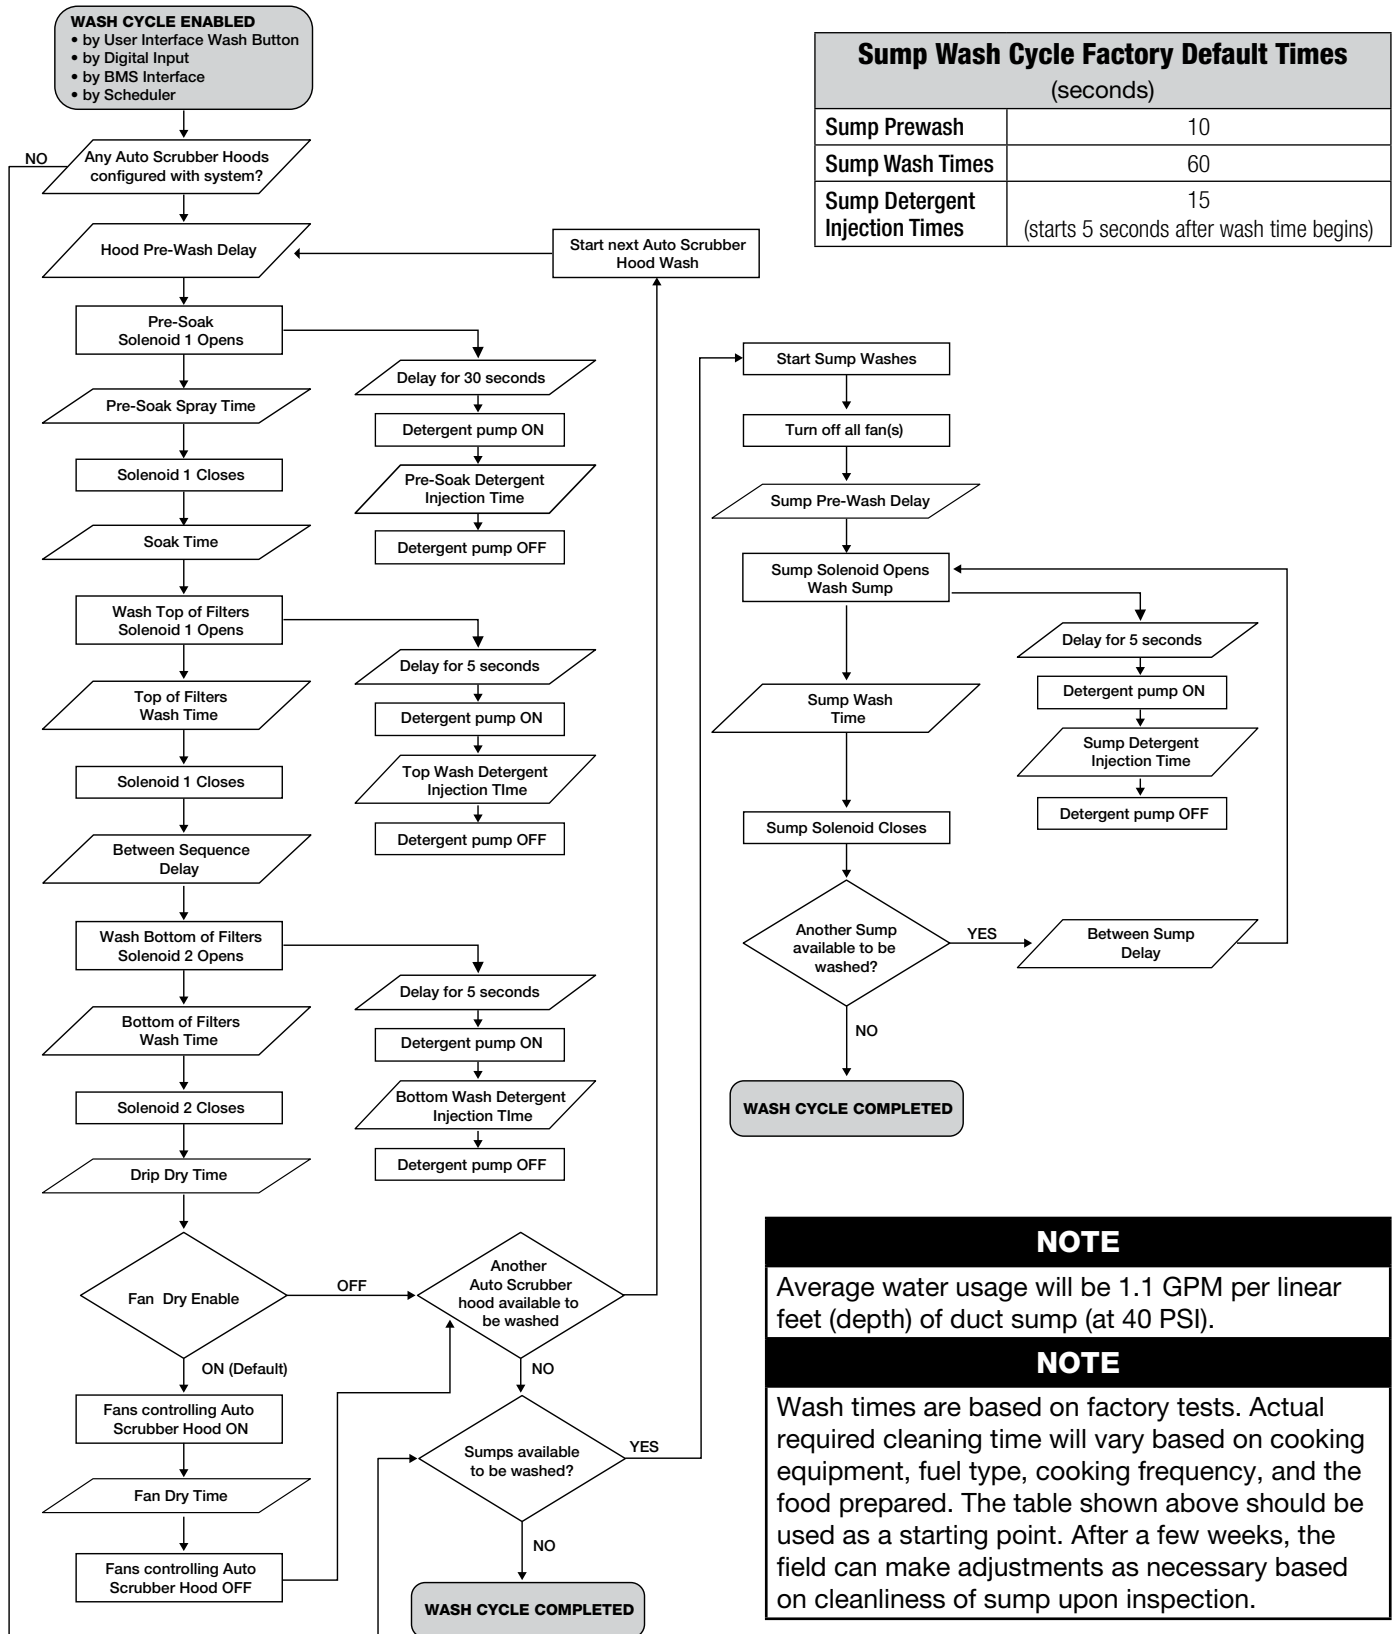 WASH CYCLE ENABLED
• by User Interface Wash Button
• by Digital Input
• by BMS Interface
• by Scheduler
NO
Any Auto Scrubber Hoods
configured with system?
Hood Pre-Wash Delay
Start next Auto Scrubber
Hood Wash
Pre-Soak
Solenoid 1 Opens
Delay for 30 seconds
Pre-Soak Spray Time
Detergent pump ON
Solenoid 1 Closes
Pre-Soak Detergent
Injection Time
Soak Time
Detergent pump OFF
Wash Top of Filters
Solenoid 1 Opens
Delay for 5 seconds
Top of Filters
Wash Time
Detergent pump ON
Solenoid 1 Closes
Top Wash Detergent
Injection TIme
Between Sequence
Delay
Detergent pump OFF
Wash Bottom of Filters
Solenoid 2 Opens
Delay for 5 seconds
Bottom of Filters
Wash Time
Detergent pump ON
Solenoid 2 Closes
Bottom Wash Detergent
Injection TIme
Drip Dry Time
Detergent pump OFF
Fan Dry Enable
OFF
Another
Auto Scrubber
hood available to
be washed
ON (Default)
NO
Fans controlling Auto
Scrubber Hood ON
Fan Dry Time
Fans controlling Auto
Scrubber Hood OFF
Sumps available
to be washed?
YES
NO
WASH CYCLE COMPLETED
Start Sump Washes
Turn off all fan(s)
Sump Pre-Wash Delay
Sump Solenoid Opens
Wash Sump
Delay for 5 seconds
Detergent pump ON
Sump Wash
Time
Sump Detergent
Injection Time
Detergent pump OFF
Sump Solenoid Closes
Another Sump
available to be
washed?
YES
Between Sump
Delay
NO
WASH CYCLE COMPLETED
Sump Wash Cycle Factory Default Times
(seconds)
Sump Prewash 10
Sump Wash Times 60
Sump Detergent
Injection Times
15
(starts 5 seconds after wash time begins)
NOTE
Average water usage will be 1.1 GPM per linear
feet (depth) of duct sump (at 40 PSI).
NOTE
Wash times are based on factory tests. Actual
required cleaning time will vary based on cooking
equipment, fuel type, cooking frequency, and the
food prepared. The table shown above should be
used as a starting point. After a few weeks, the
field can make adjustments as necessary based
on cleanliness of sump upon inspection.